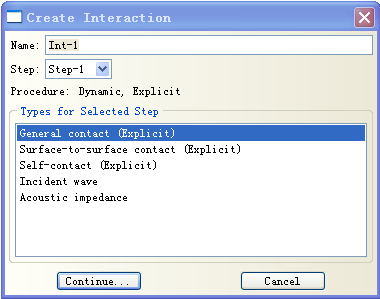 Create Interaction
Name: Int-1
Step: Step-1
Procedure: Dynamic, Explicit
Types for Selected Step
General contact (Explicit)
Surface-to-surface contact (Explicit)
Self-contact (Explicit)
Incident wave
Acoustic impedance
Continue... Cancel